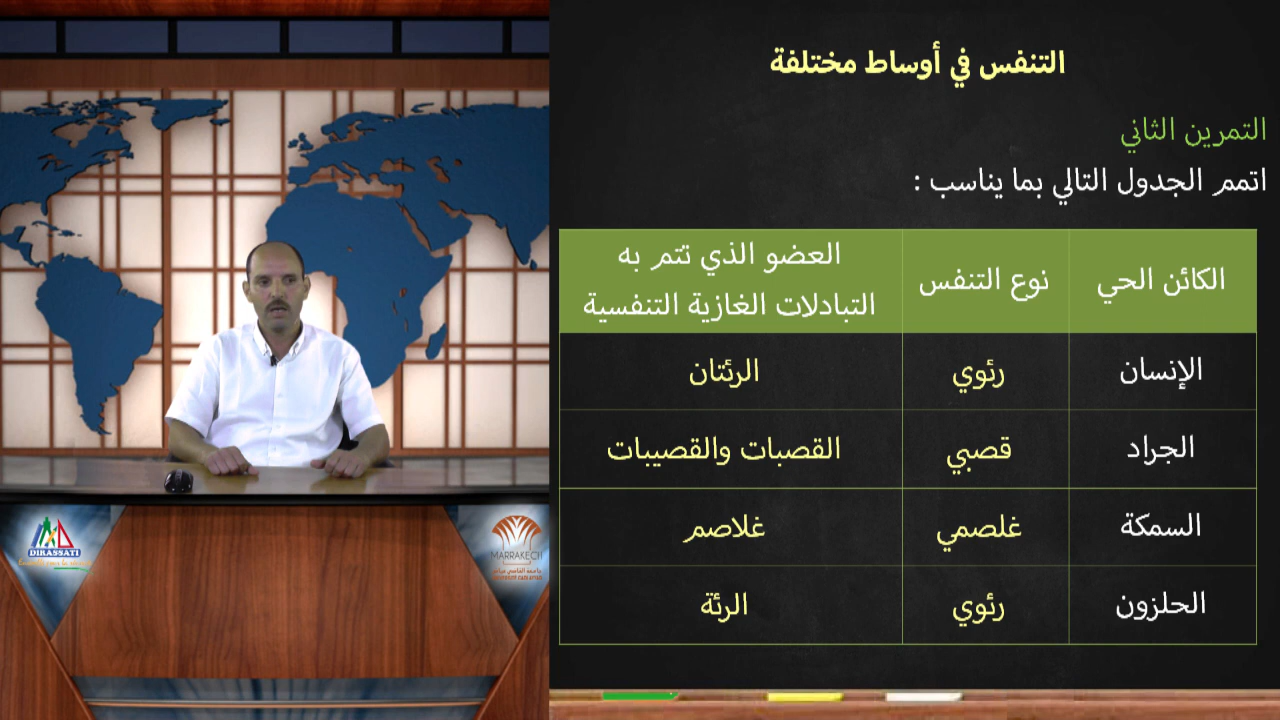 التنفس في أوساط مختلفة
التمرين الثاني
اتمم الجدول التالي بما يناسب :
الكائن الحي نوع التنفس العضو الذي تتم به
التبادلات الغازية التنفسية
الإنسان رئوي الرئتان
الجراد قصبي القصبات والقصيبات
السمكة غلصمي غلاصم
الحلزون رئوي الرئة
DIRASSATI
MARRAKECH